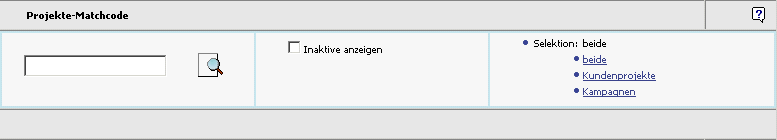 Projekte-Matchcode
Inaktive anzeigen
Selektion: beide
beide
Kundenprojekte
Kampagnen